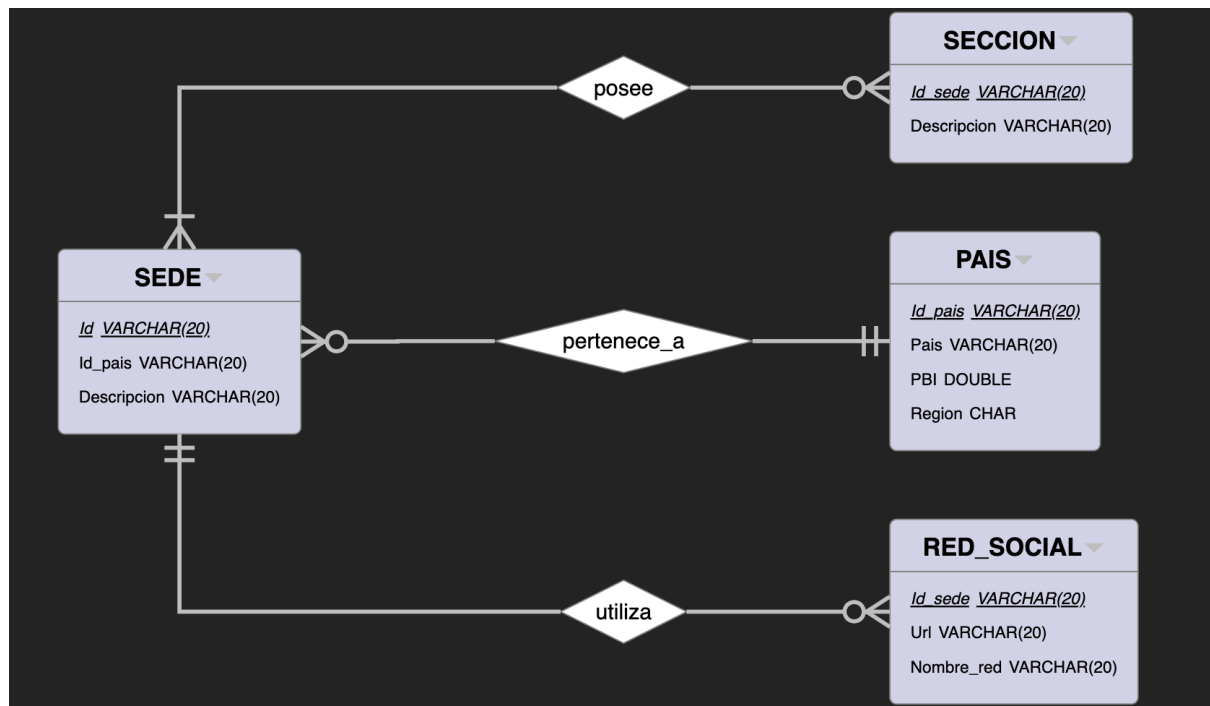 SECCION
Id_sede VARCHAR(20)
Descripcion VARCHAR(20)
posee
SEDE
Id VARCHAR(20)
Id_pais VARCHAR(20)
Descripcion VARCHAR(20)
pertenece_a
PAIS
Id_pais VARCHAR(20)
Pais VARCHAR(20)
PBI DOUBLE
Region CHAR
utiliza
RED_SOCIAL
Id_sede VARCHAR(20)
Url VARCHAR(20)
Nombre_red VARCHAR(20)